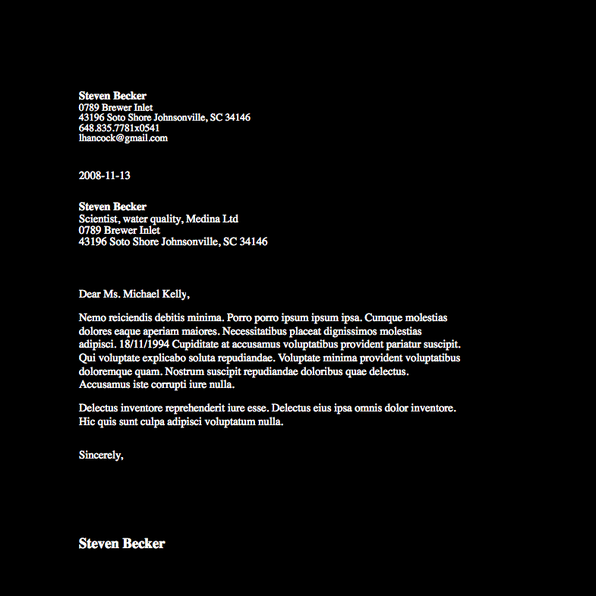 Steven Becker
0789 Brewer Inlet
43196 Soto Shore Johnsonville, SC 34146
648.835.7781x0541
lhancock@gmail.com
2008-11-13
Steven Becker
Scientist, water quality, Medina Ltd
0789 Brewer Inlet
43196 Soto Shore Johnsonville, SC 34146
Dear Ms. Michael Kelly,
Nemo reiciendis debitis minima. Porro porro ipsum ipsum ipsa. Cumque molestias
dolores eaque aperiam maiores. Necessitatibus placeat dignissimos molestias
adipisci. 18/11/1994 Cupiditate at accusamus voluptatibus provident pariatur suscipit.
Qui voluptate explicabo soluta repudiandae. Voluptate minima provident voluptatibus
doloremque quam. Nostrum suscipit repudiandae doloribus quae delectus.
Accusamus iste corrupti iure nulla.
Delectus inventore reprehenderit iure esse. Delectus eius ipsa omnis dolor inventore.
Hic quis sunt culpa adipisci voluptatum nulla.
Sincerely,
Steven Becker